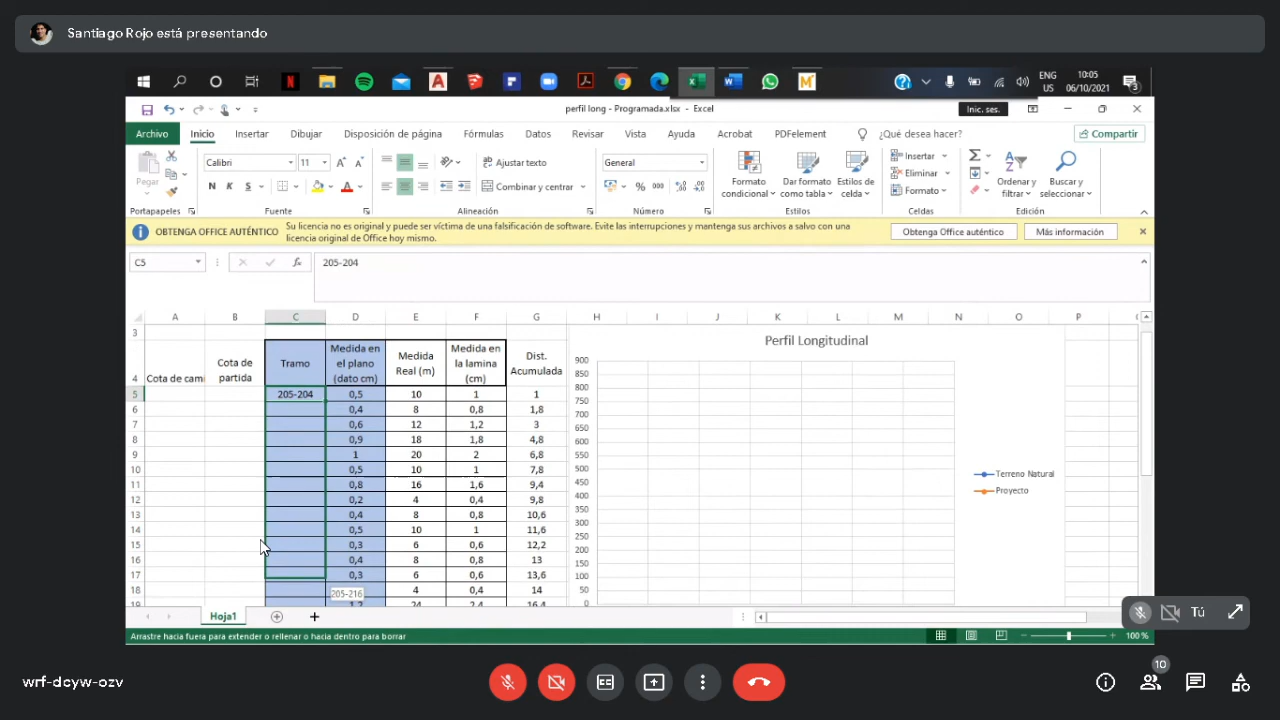 Santiago Rojo está presentando
ENG
US
10:05
06/10/2021
3
perfil long - Programada.xlsx - Excel
Inic. ses.
Archivo Inicio Insertar Dibujar Disposición de página Fórmulas Datos Revisar Vista Ayuda Acrobat PDFelement ¿Qué desea hacer? Compartir
Pegar
Calibri 11
N K S
Ajustar texto
Combinar y centrar
General
% 000
Formato condicional
Dar formato como tabla
Estilos de celda
Insertar
Eliminar
Formato
Ordenar y filtrar
Buscar y seleccionar
Portapapeles Fuente Alineación Número Estilos Celdas Edición
OBTENGA OFFICE AUTÉNTICO Su licencia no es original y puede ser víctima de una falsificación de software. Evite las interrupciones y mantenga sus archivos a salvo con una
licencia original de Office hoy mismo.
Obtenga Office auténtico Más información
C5 fx 205-204
A B C D E F G H I J K L M N O P
3
4 Cota de cam Cota de partida Tramo Medida en el plano (dato cm) Medida Real (m) Medida en la lamina (cm) Dist. Acumulada
5 205-204 0,5 10 1 1
6 0,4 8 0,8 1,8
7 0,6 12 1,2 3
8 0,9 18 1,8 4,8
9 1 20 2 6,8
10 0,5 10 1 7,8
11 0,8 16 1,6 9,4
12 0,2 4 0,4 9,8
13 0,4 8 0,8 10,6
14 0,5 10 1 11,6
15 0,3 6 0,6 12,2
16 0,4 8 0,8 13
17 0,3 6 0,6 13,6
18 4 0,4 14
205-216
19 1,2 24 2,4 16,4
Perfil Longitudinal
900
850
800
750
700
650
600
550
500
450
400
350
300
250
200
150
100
50
0
Terreno Natural
Proyecto
Hoja1
Arrastre hacia fuera para extender o rellenar o hacia dentro para borrar
100 %
Tú
wrf-dcyw-ozv
10